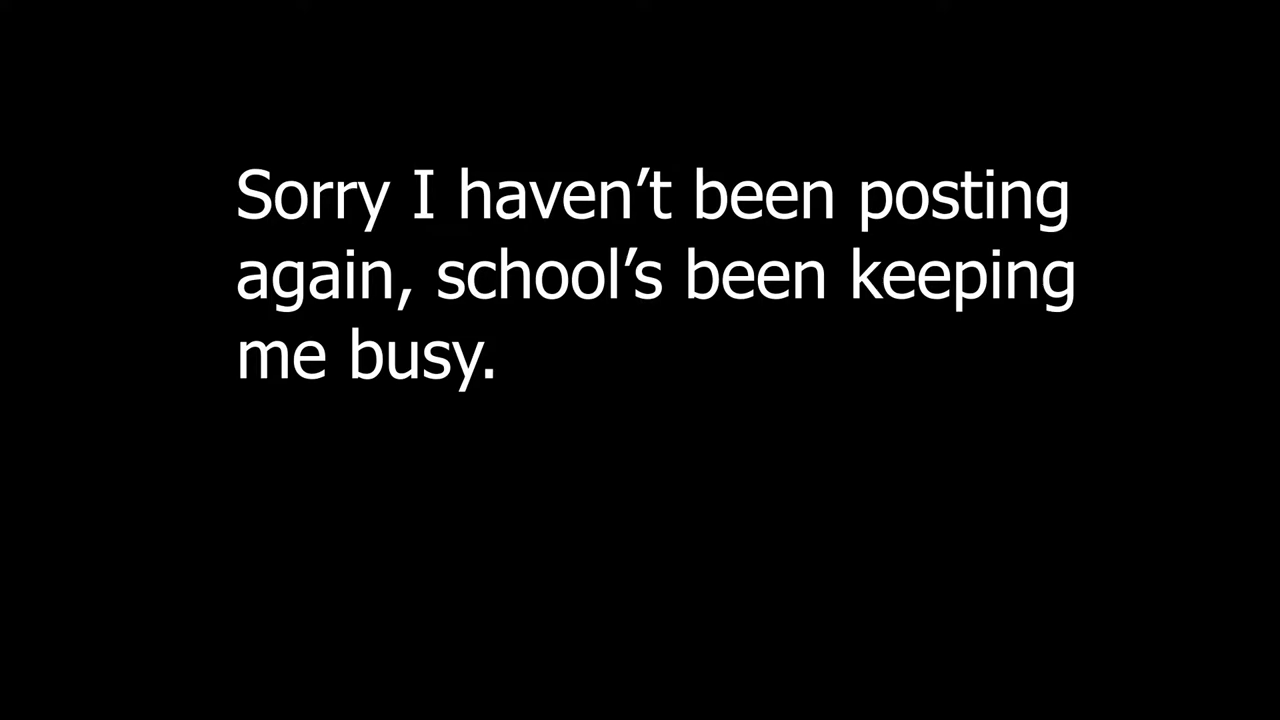 Sorry I haven’t been posting
again, school’s been keeping
me busy.